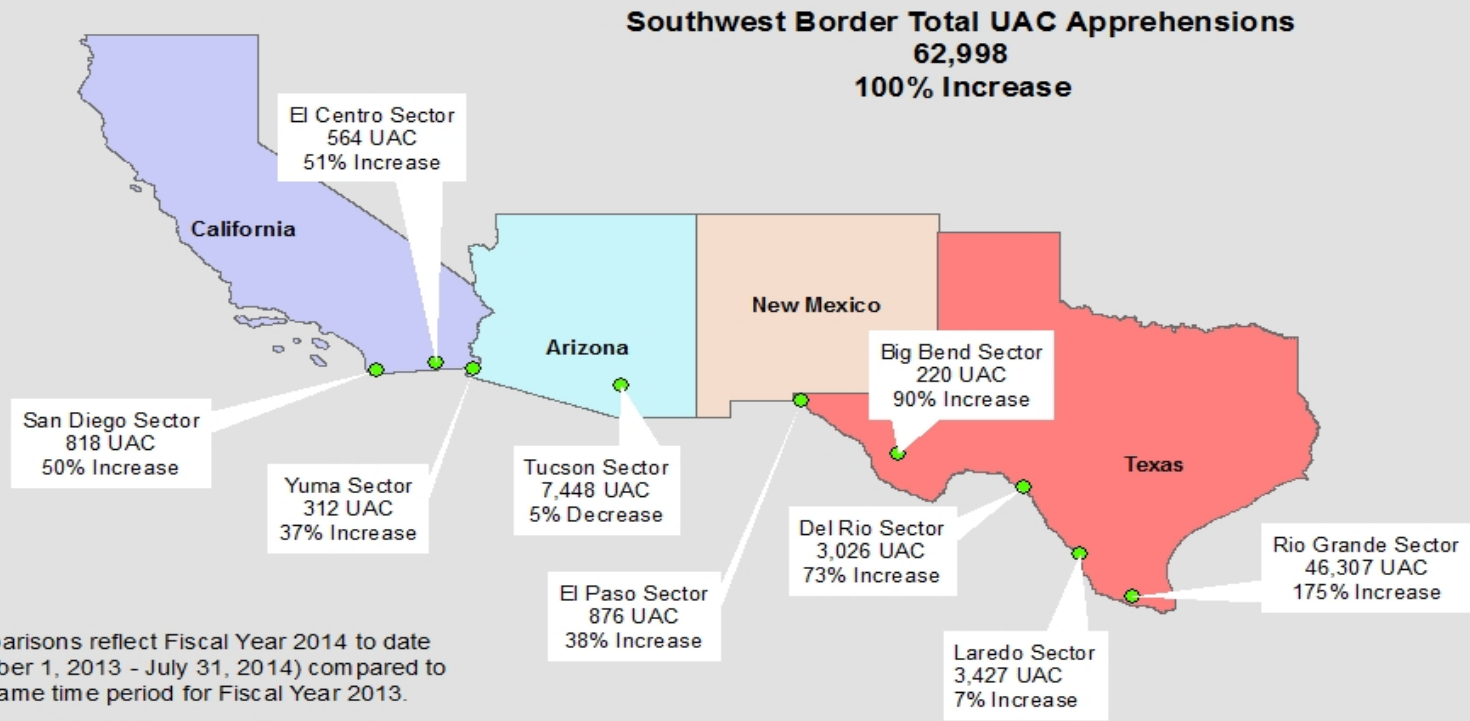 Southwest Border Total UAC Apprehensions
62,998
100% Increase
El Centro Sector
564 UAC
51% Increase
California
Arizona
New Mexico
Texas
Big Bend Sector
220 UAC
90% Increase
San Diego Sector
818 UAC
50% Increase
Yuma Sector
312 UAC
37% Increase
Tucson Sector
7,448 UAC
5% Decrease
El Paso Sector
876 UAC
38% Increase
Del Rio Sector
3,026 UAC
73% Increase
Laredo Sector
3,427 UAC
7% Increase
Rio Grande Sector
46,307 UAC
175% Increase
arisons reflect Fiscal Year 2014 to date
ber 1, 2013 - July 31, 2014) compared to
ame time period for Fiscal Year 2013.